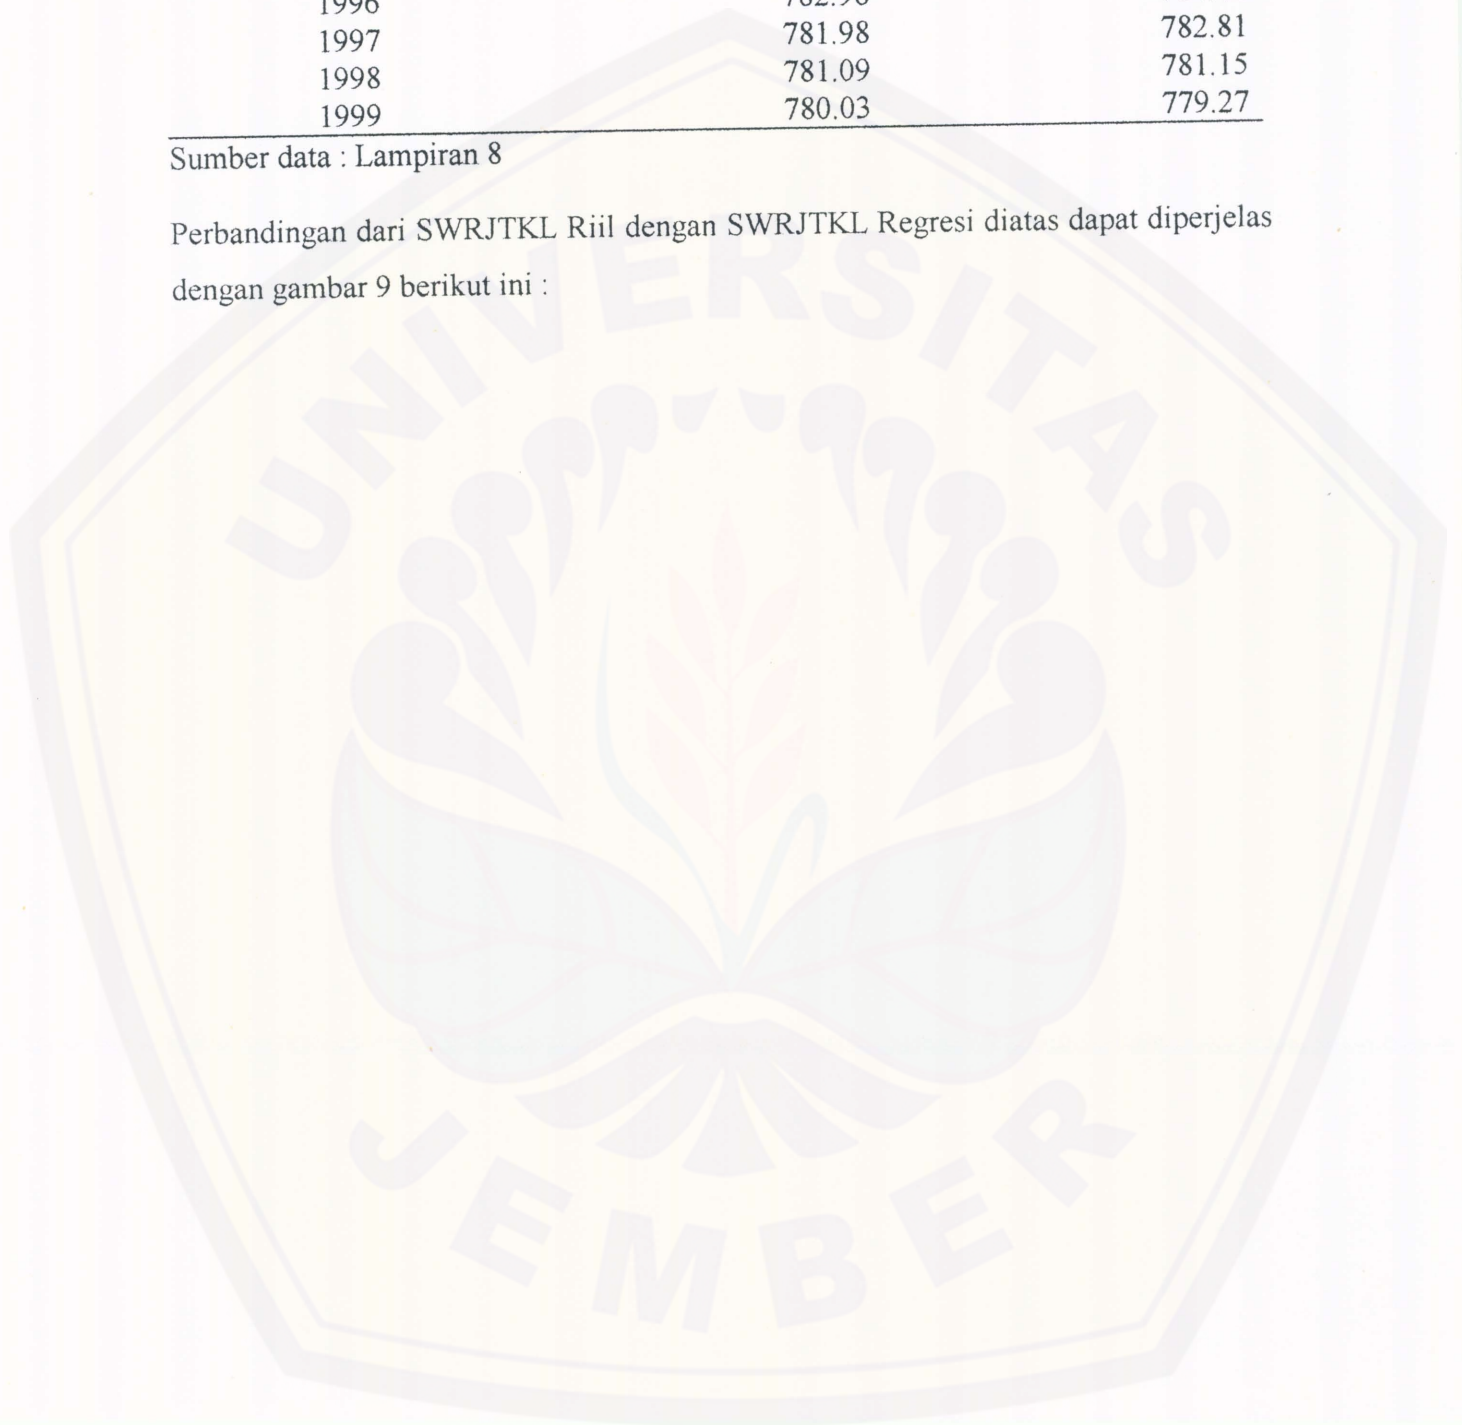 1996
1997 781.98 782.81
1998 781.09 781.15
1999 780.03 779.27
Sumber data : Lampiran 8
Perbandingan dari SWRJTKL Riil dengan SWRJTKL Regresi diatas dapat diperjelas
dengan gambar 9 berikut ini :
UNIVERSITAS
JEMBER